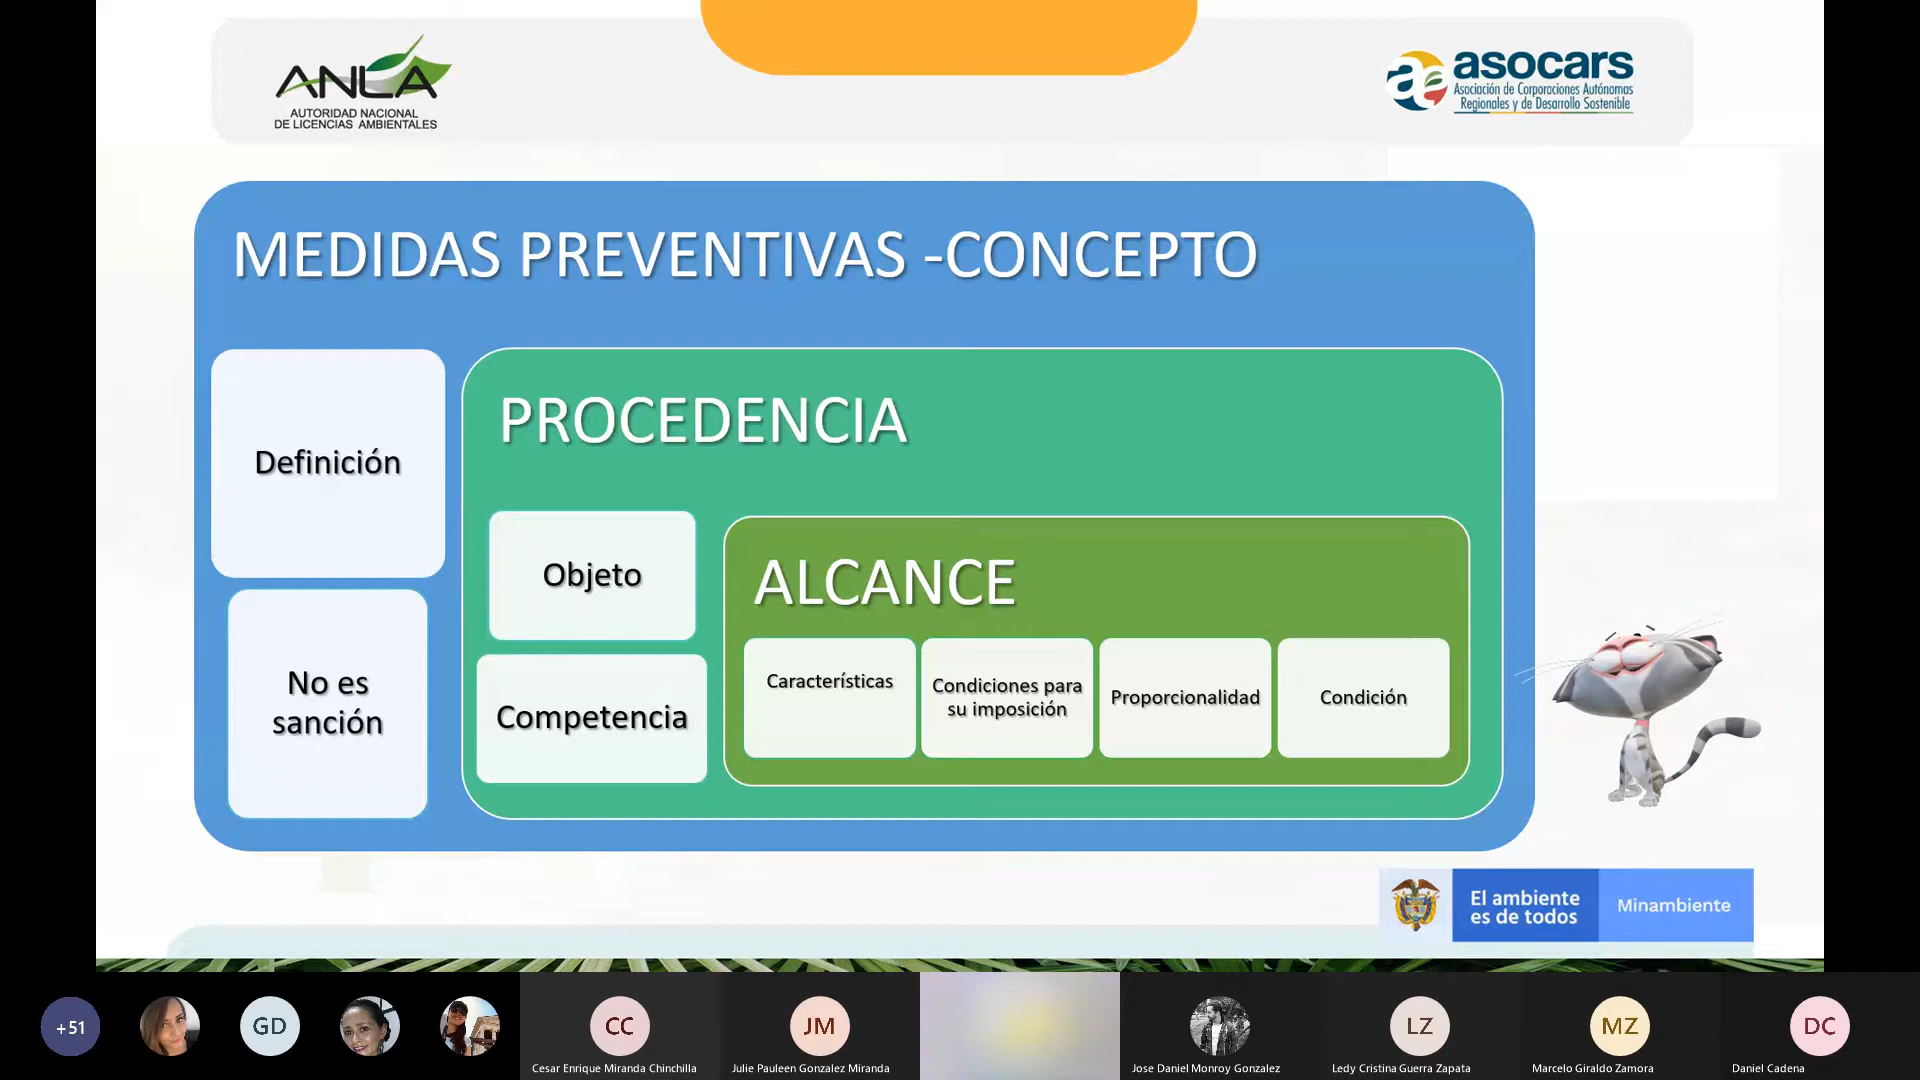 ANLA
AUTORIDAD NACIONAL
DE LICENCIAS AMBIENTALES
asocars
Asociación de Corporaciones Autónomas
Regionales y de Desarrollo Sostenible
MEDIDAS PREVENTIVAS -CONCEPTO
Definición
No es
sanción
PROCEDENCIA
Objeto
Competencia
ALCANCE
Características
Condiciones para
su imposición
Proporcionalidad
Condición
El ambiente
es de todos
Minambiente
+51
GD
CC
Cesar Enrique Miranda Chinchilla
JM
Julie Pauleen Gonzalez Miranda
Jose Daniel Monroy Gonzalez
LZ
Ledy Cristina Guerra Zapata
MZ
Marcelo Giraldo Zamora
DC
Daniel Cadena